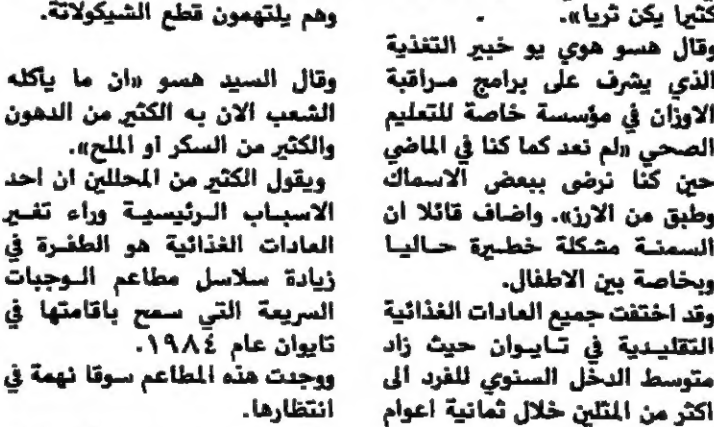 كثيرا يكن ثريا».
وقال هسو هوي يو خبير التغذية
الذي يشرف على برامج مراقبة
الاوزان في مؤسسة خاصة للتعليم
الصحي «لم نعد كما كنا في الماضي
حين كنا نرضى ببعض الاسماك
وطبق من الارز». واضاف قائلا ان
السمنة مشكلة خطيرة حاليا
وبخاصة بين الاطفال.
وقد اختفت جميع العادات الغذائية
التقليدية في تايوان حيث زاد
متوسط الدخل السنوي للفرد الى
اكثر من المثلين خلال ثمانية اعوام
وهم يلتهمون قطع الشيكولاتة.
وقال السيد هسو «ان ما يأكله
الشعب الان به الكثير من الدهون
والكثير من السكر او الملح».
ويقول الكثير من المحللين ان احد
الاسباب الرئيسية وراء تغير
العادات الغذائية هو الطفرة في
زيادة سلاسل مطاعم الوجبات
السريعة التي سمح باقامتها في
تايوان عام ١٩٨٤.
ووجدت هذه المطاعم سوقا نهمة في
انتظارها.